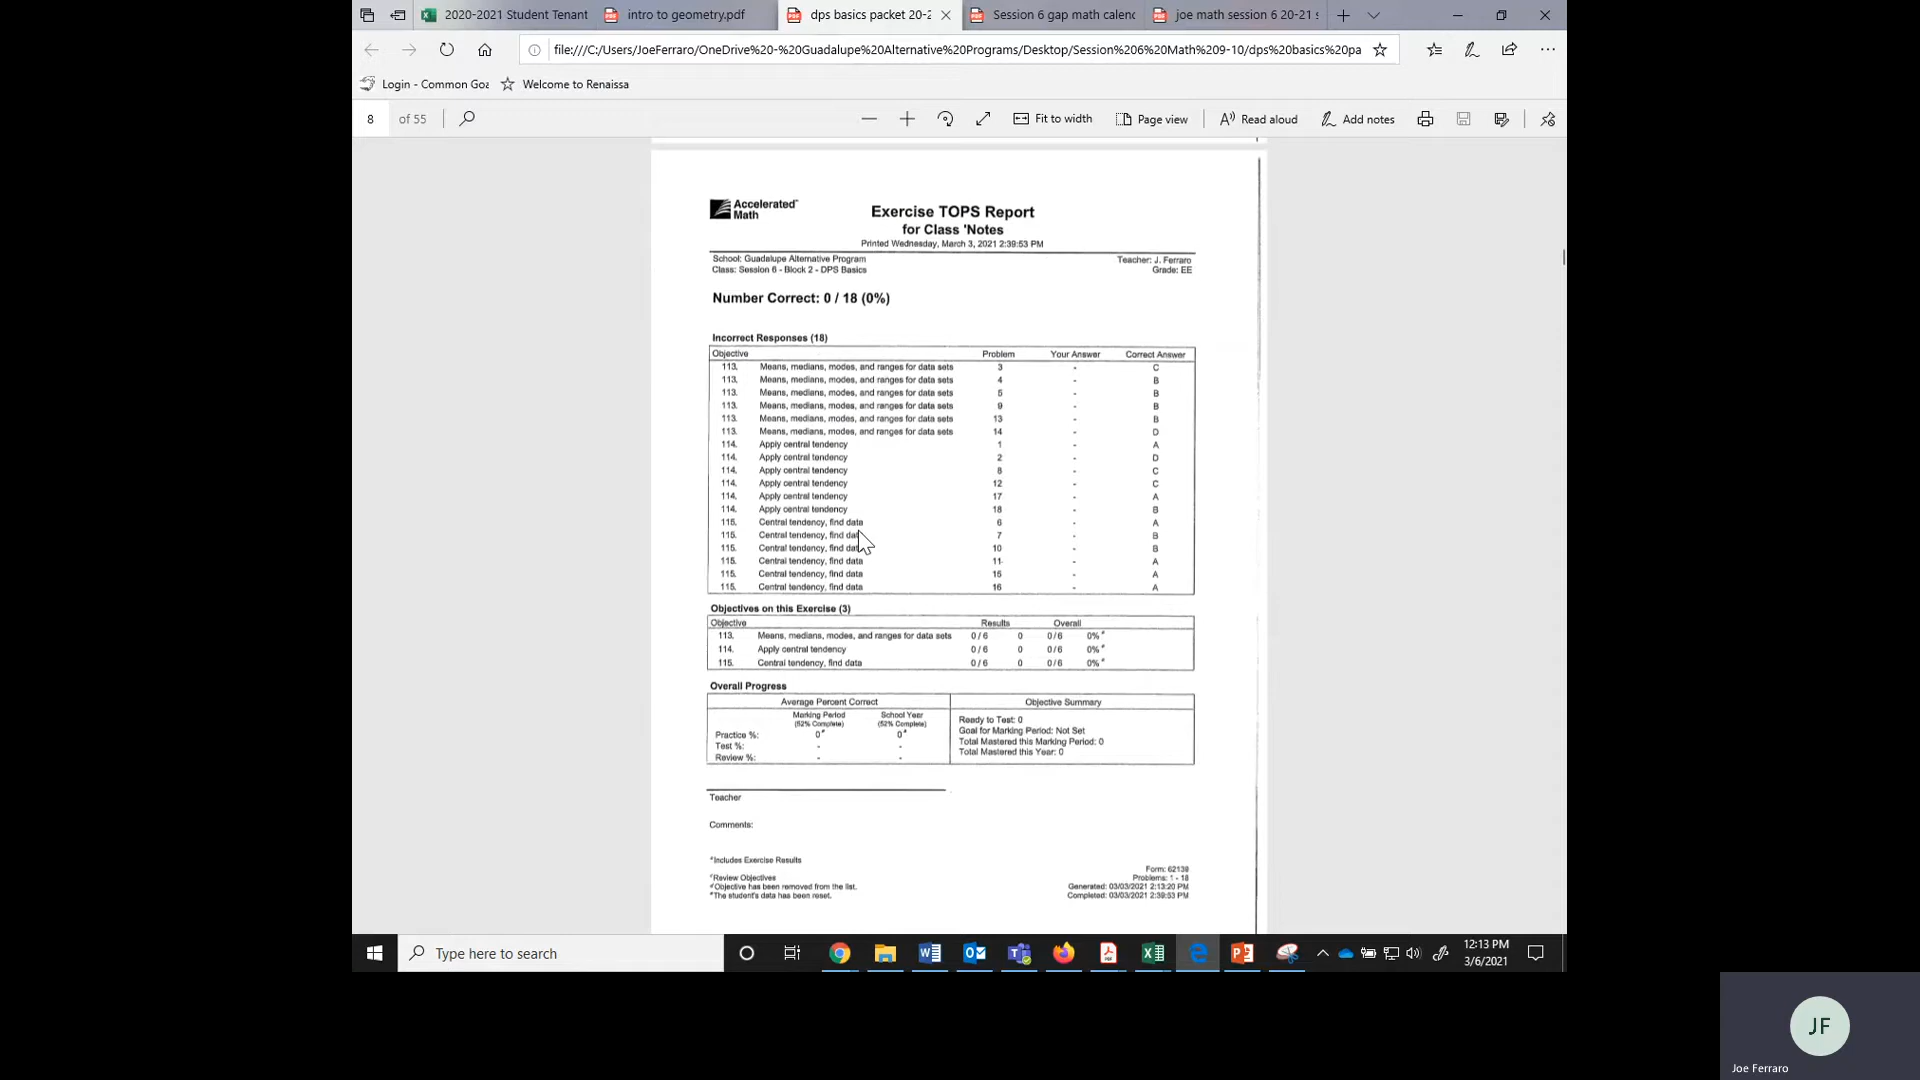 2020-2021 Student Tenant
intro to geometry.pdf
dps basics packet 20-2
Session 6 gap math calenc
joe math session 6 20-21 s
file:///C:/Users/JoeFerraro/OneDrive%20-%20Guadalupe%20Alternative%20Programs/Desktop/Session%206%20Math%209-10/dps%20basics%20pa
Login - Common Goa
Welcome to Renaissa
8 of 55
Fit to width
Page view
Read aloud
Add notes
Accelerated
Math
Exercise TOPS Report
for Class 'Notes
Printed Wednesday, March 3, 2021 2:39:53 PM
School: Guadalupe Alternative Program
Teacher: J. Ferraro
Class: Session 6 - Block 2 - DPS Basics
Grade: EE
Number Correct: 0 / 18 (0%)
Incorrect Responses (18)
Objective Problem Your Answer Correct Answer
113. Means, medians, modes, and ranges for data sets 3 - C
113. Means, medians, modes, and ranges for data sets 4 - B
113. Means, medians, modes, and ranges for data sets 5 - B
113. Means, medians, modes, and ranges for data sets 9 - B
113. Means, medians, modes, and ranges for data sets 13 - B
113. Means, medians, modes, and ranges for data sets 14 - D
114. Apply central tendency 1 - A
114. Apply central tendency 2 - D
114. Apply central tendency 8 - C
114. Apply central tendency 12 - C
114. Apply central tendency 17 - A
114. Apply central tendency 18 - B
115. Central tendency, find data 6 - A
115. Central tendency, find dat 7 - B
115. Central tendency, find data 10 - B
115. Central tendency, find data 11 - A
115. Central tendency, find data 15 - A
115. Central tendency, find data 16 - A
Objectives on this Exercise (3)
Objective Results Overall
113. Means, medians, modes, and ranges for data sets 0 / 6 0 0 / 6 0% *
114. Apply central tendency 0 / 6 0 0 / 6 0% *
115. Central tendency, find data 0 / 6 0 0 / 6 0% *
Overall Progress
Average Percent Correct
Objective Summary
Marking Period School Year
(52% Complete) (52% Complete)
Practice %: 0* 0*
Test %: - -
Review %: - -
Ready to Test: 0
Goal for Marking Period: Not Set
Total Mastered this Marking Period: 0
Total Mastered this Year: 0
Teacher
Comments:
*Includes Exercise Results
Review Objectives
Objective has been removed from the list.
*The student's data has been reset.
Form: 62139
Problems: 1 - 18
Generated: 03/03/2021 2:13:20 PM
Completed: 03/03/2021 2:39:53 PM
Type here to search
12:13 PM
3/6/2021
JF
Joe Ferraro